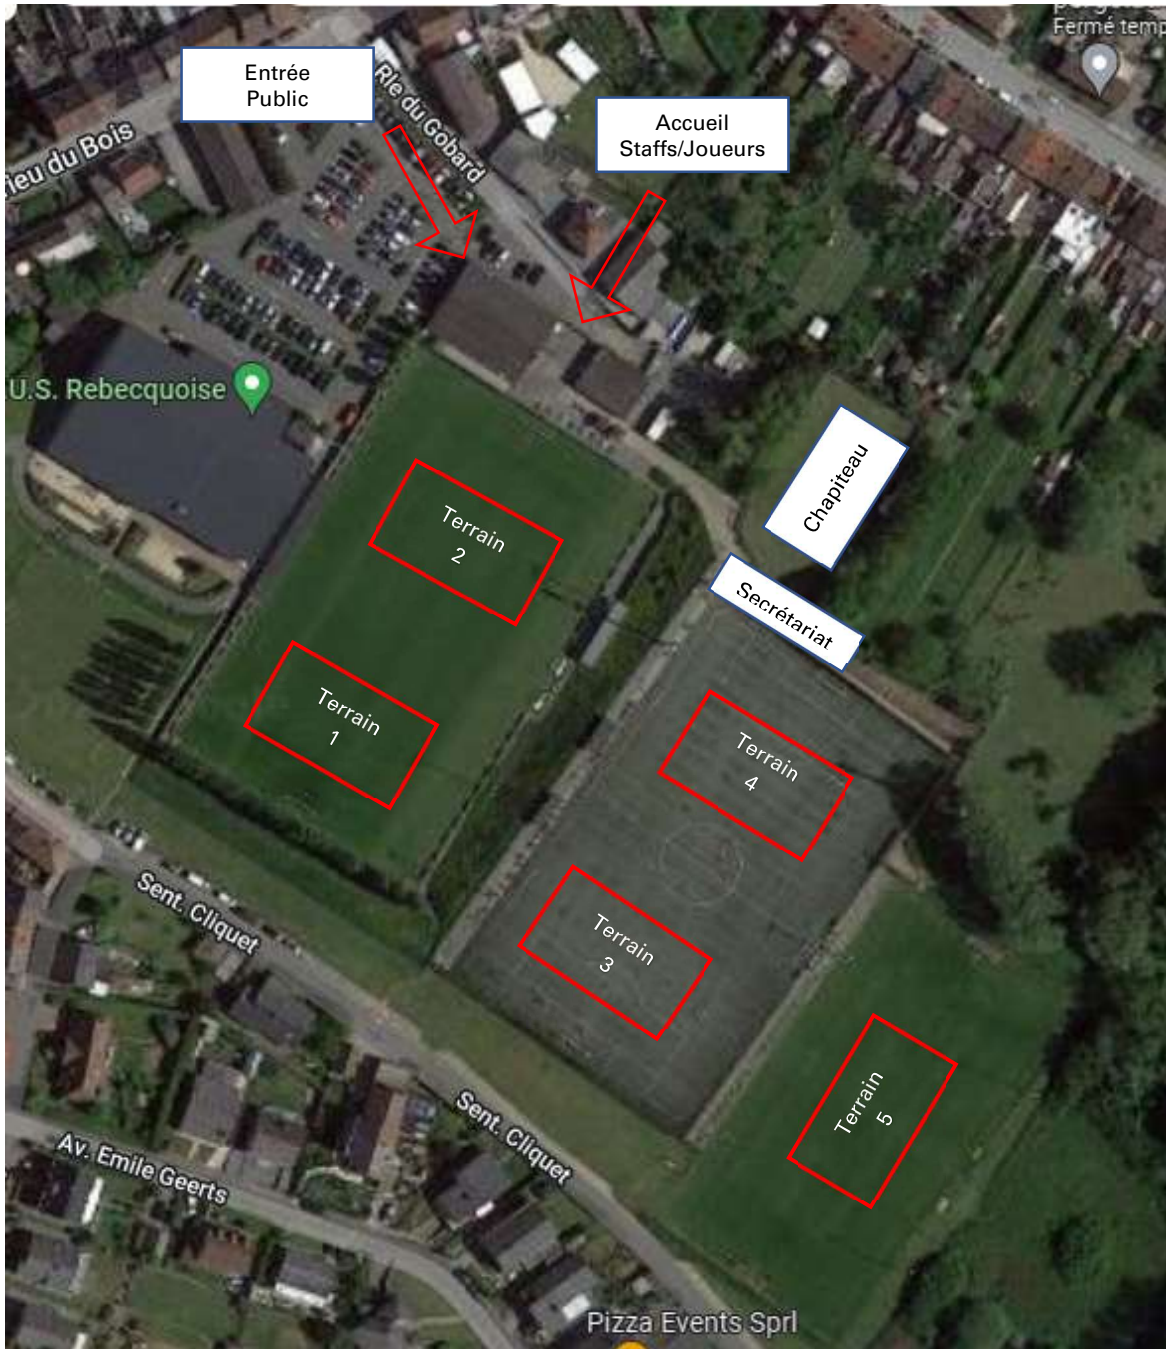 Fermé temp
Entrée
Public
Rle du Gobard
Accueil
Staffs/Joueurs
ieu du Bois
U.S. Rebecquoise
Chapiteau
Terrain
2
Secrétariat
Terrain
1
Terrain
4
Sent. Cliquet
Terrain
3
Terrain
5
Sent. Cliquet
Av. Emile Geerts
Pizza Events Sprl